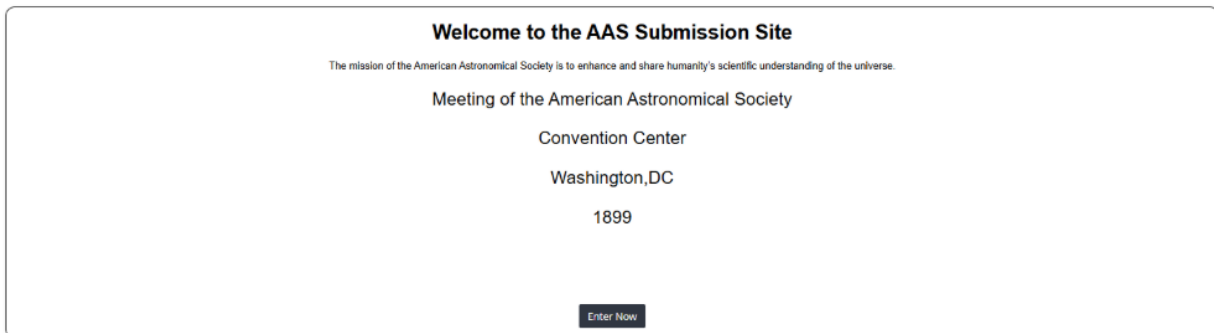 Welcome to the AAS Submission Site
The mission of the American Astronomical Society is to enhance and share humanity's scientific understanding of the universe.
Meeting of the American Astronomical Society
Convention Center
Washington,DC
1899
Enter Now